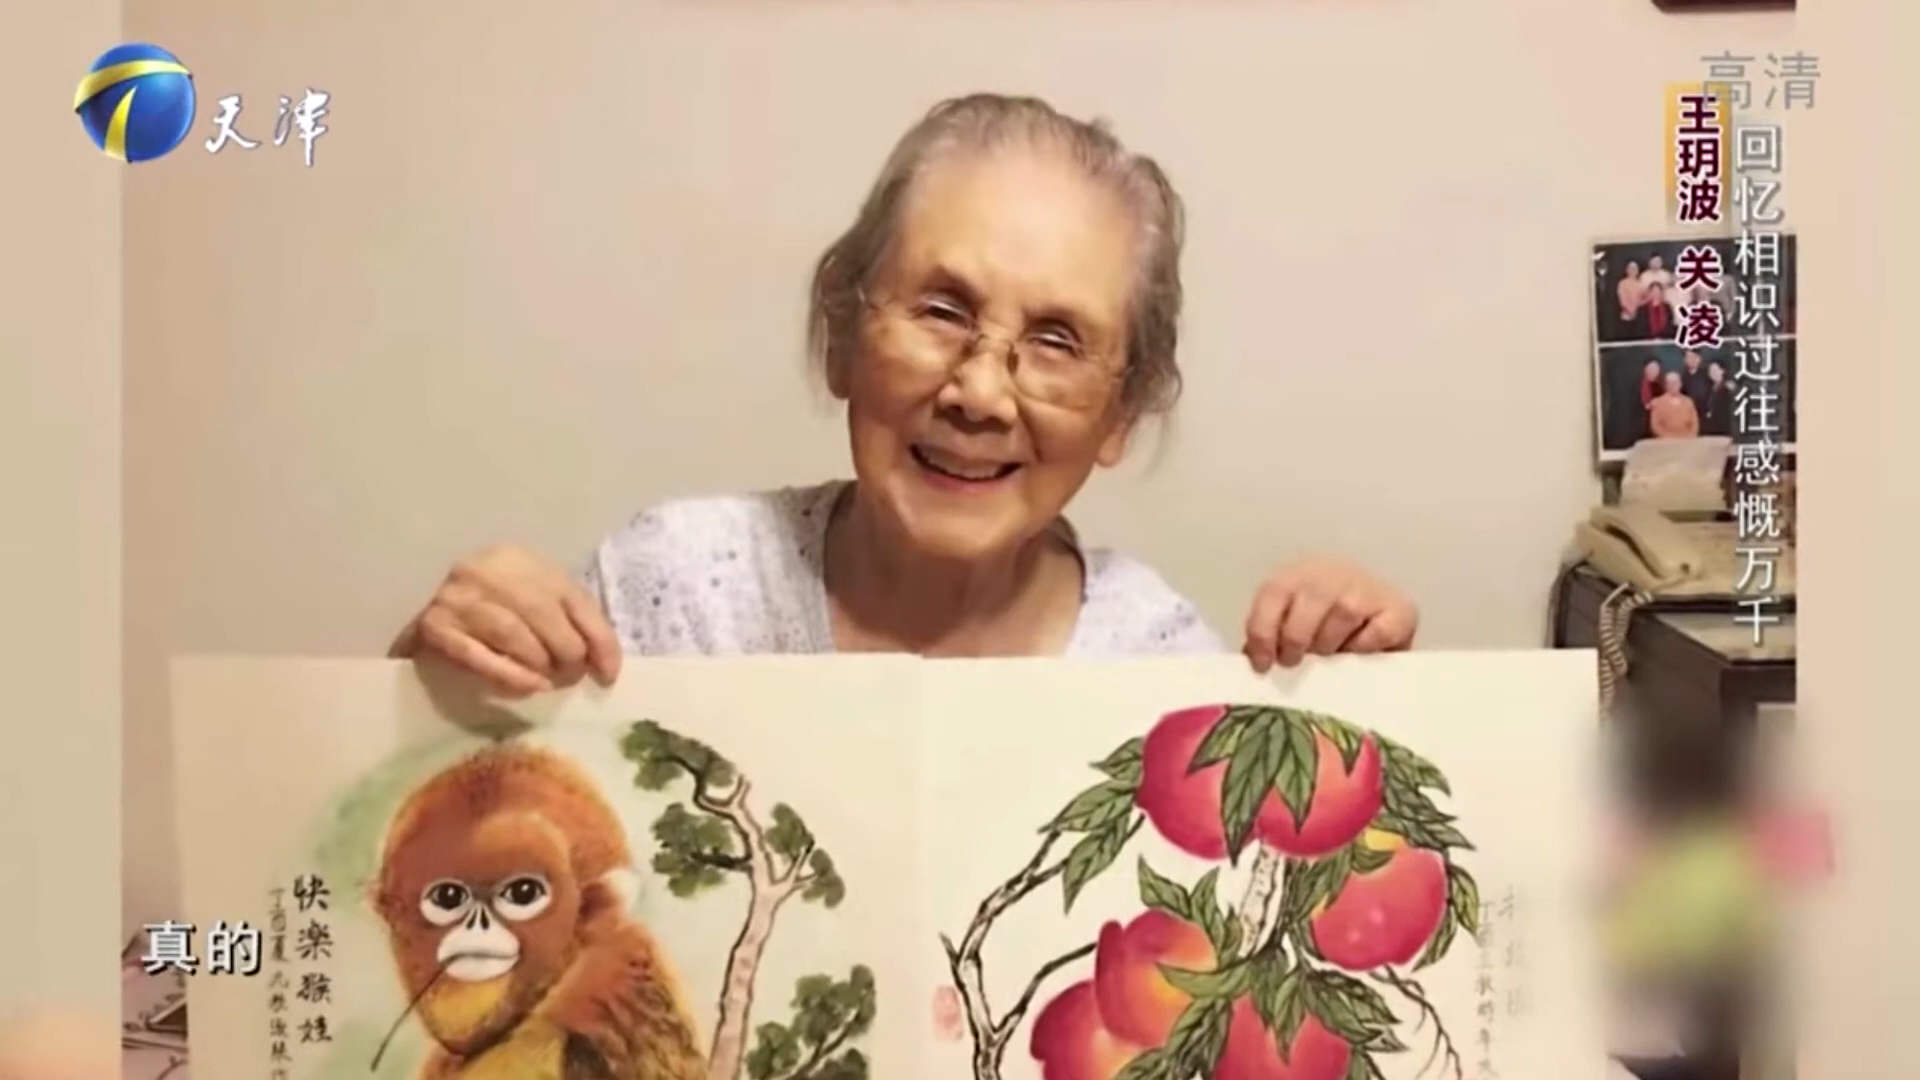 天津
高清
王玥波 关凌
回忆相识过往感慨万千
真的
快乐猴娃